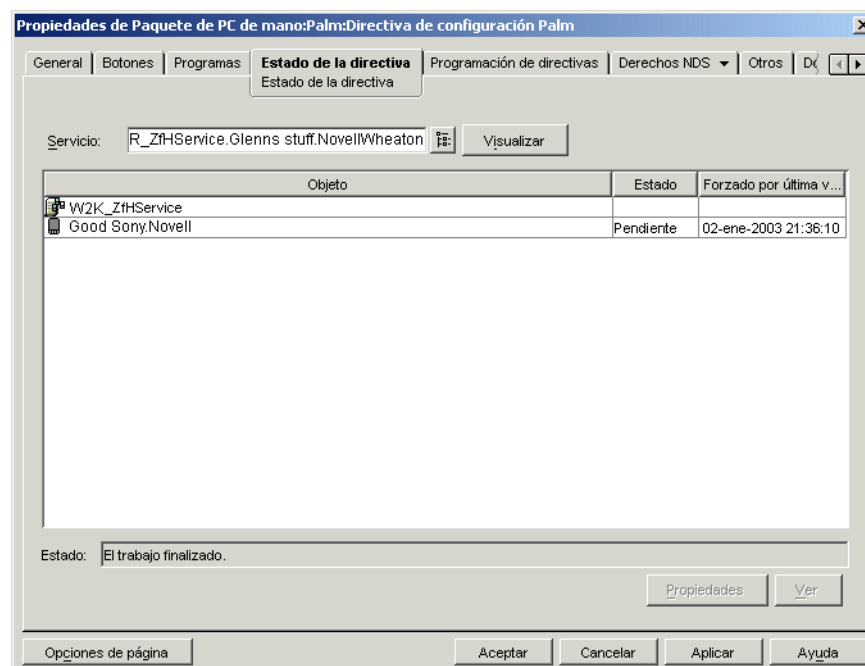 Propiedades de Paquete de PC de mano:Palm:Directiva de configuración Palm
General Botones Programas Estado de la directiva Programación de directivas Derechos NDS Otros
Estado de la directiva
Servicio: R_ZfHService.Glenns stuff.NovellWheaton Visualizar
Objeto Estado Forzado por última v...
W2K_ZfHService
Good Sony.Novell Pendiente 02-ene-2003 21:36:10
Estado: El trabajo finalizado.
Propiedades Ver
Opciones de página Aceptar Cancelar Aplicar Ayuda